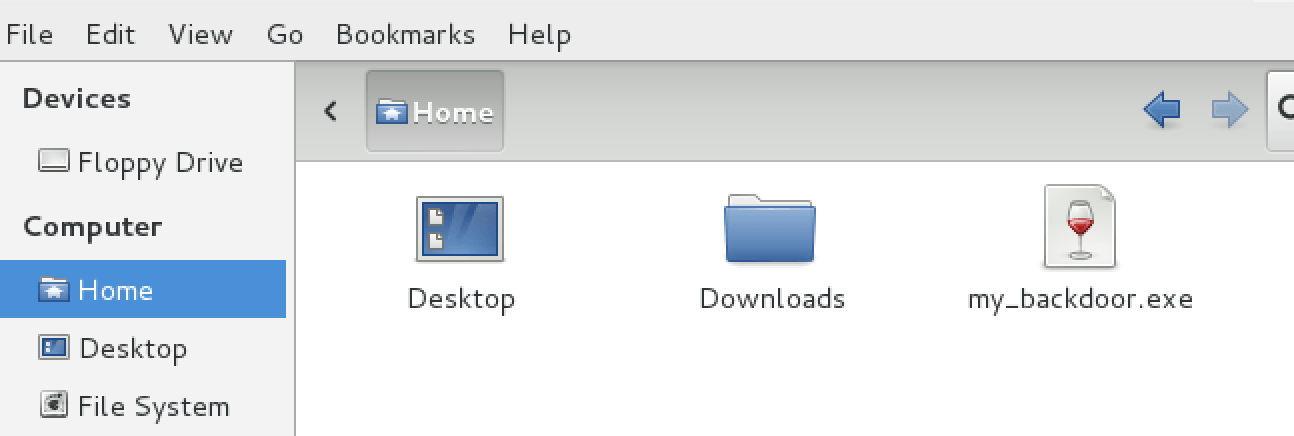 File Edit View Go Bookmarks Help
Devices
Floppy Drive
Computer
Home
Desktop
File System
Home
Desktop Downloads my_backdoor.exe